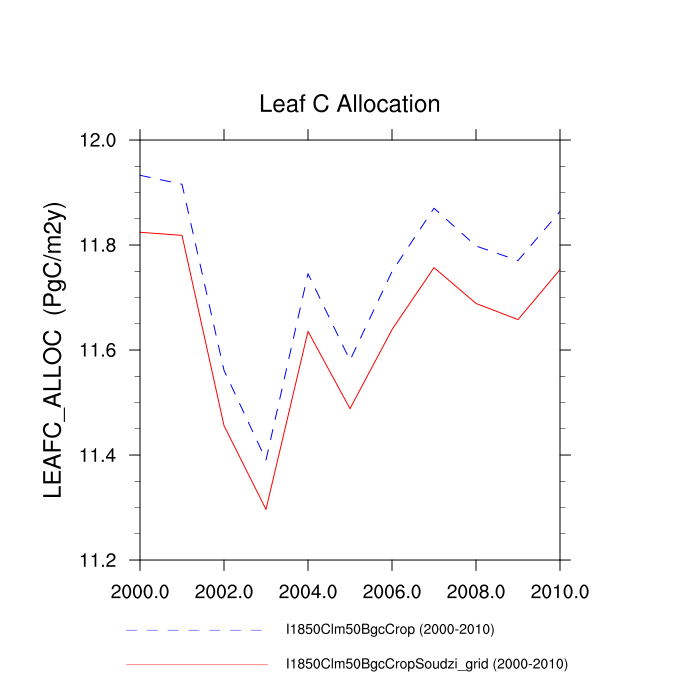 Leaf C Allocation
LEAFC_ALLOC (PgC/m2y)
12.0
11.8
11.6
11.4
11.2
2000.0 2002.0 2004.0 2006.0 2008.0 2010.0
I1850Clm50BgcCrop (2000-2010)
I1850Clm50BgcCropSoudzi_grid (2000-2010)